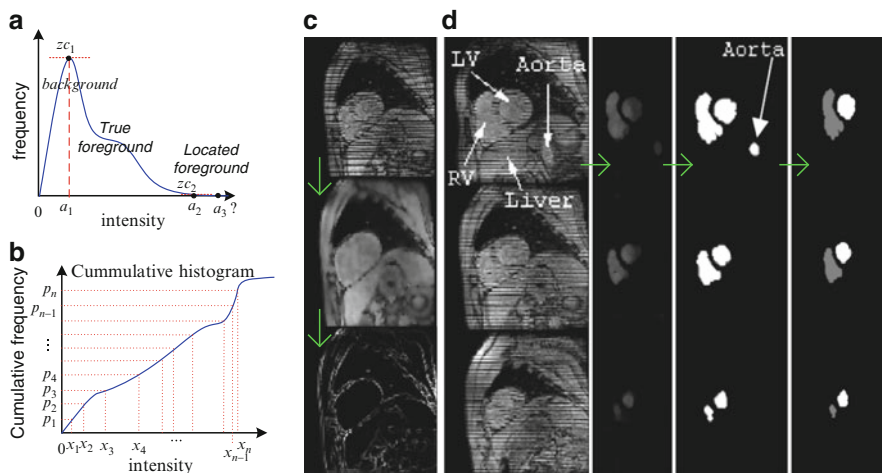 a
zc1
background
True
foreground
Located
foreground
zc2
frequency
0
a1
a2
a3 ?
intensity
b
Cummulative histogram
Cumulative frequency
pn
pn−1
...
p4
p3
p2
p1
0
x1
x2
x3
x4
...
xn−1
xn
intensity
c
d
LV
Aorta
RV
Liver
Aorta